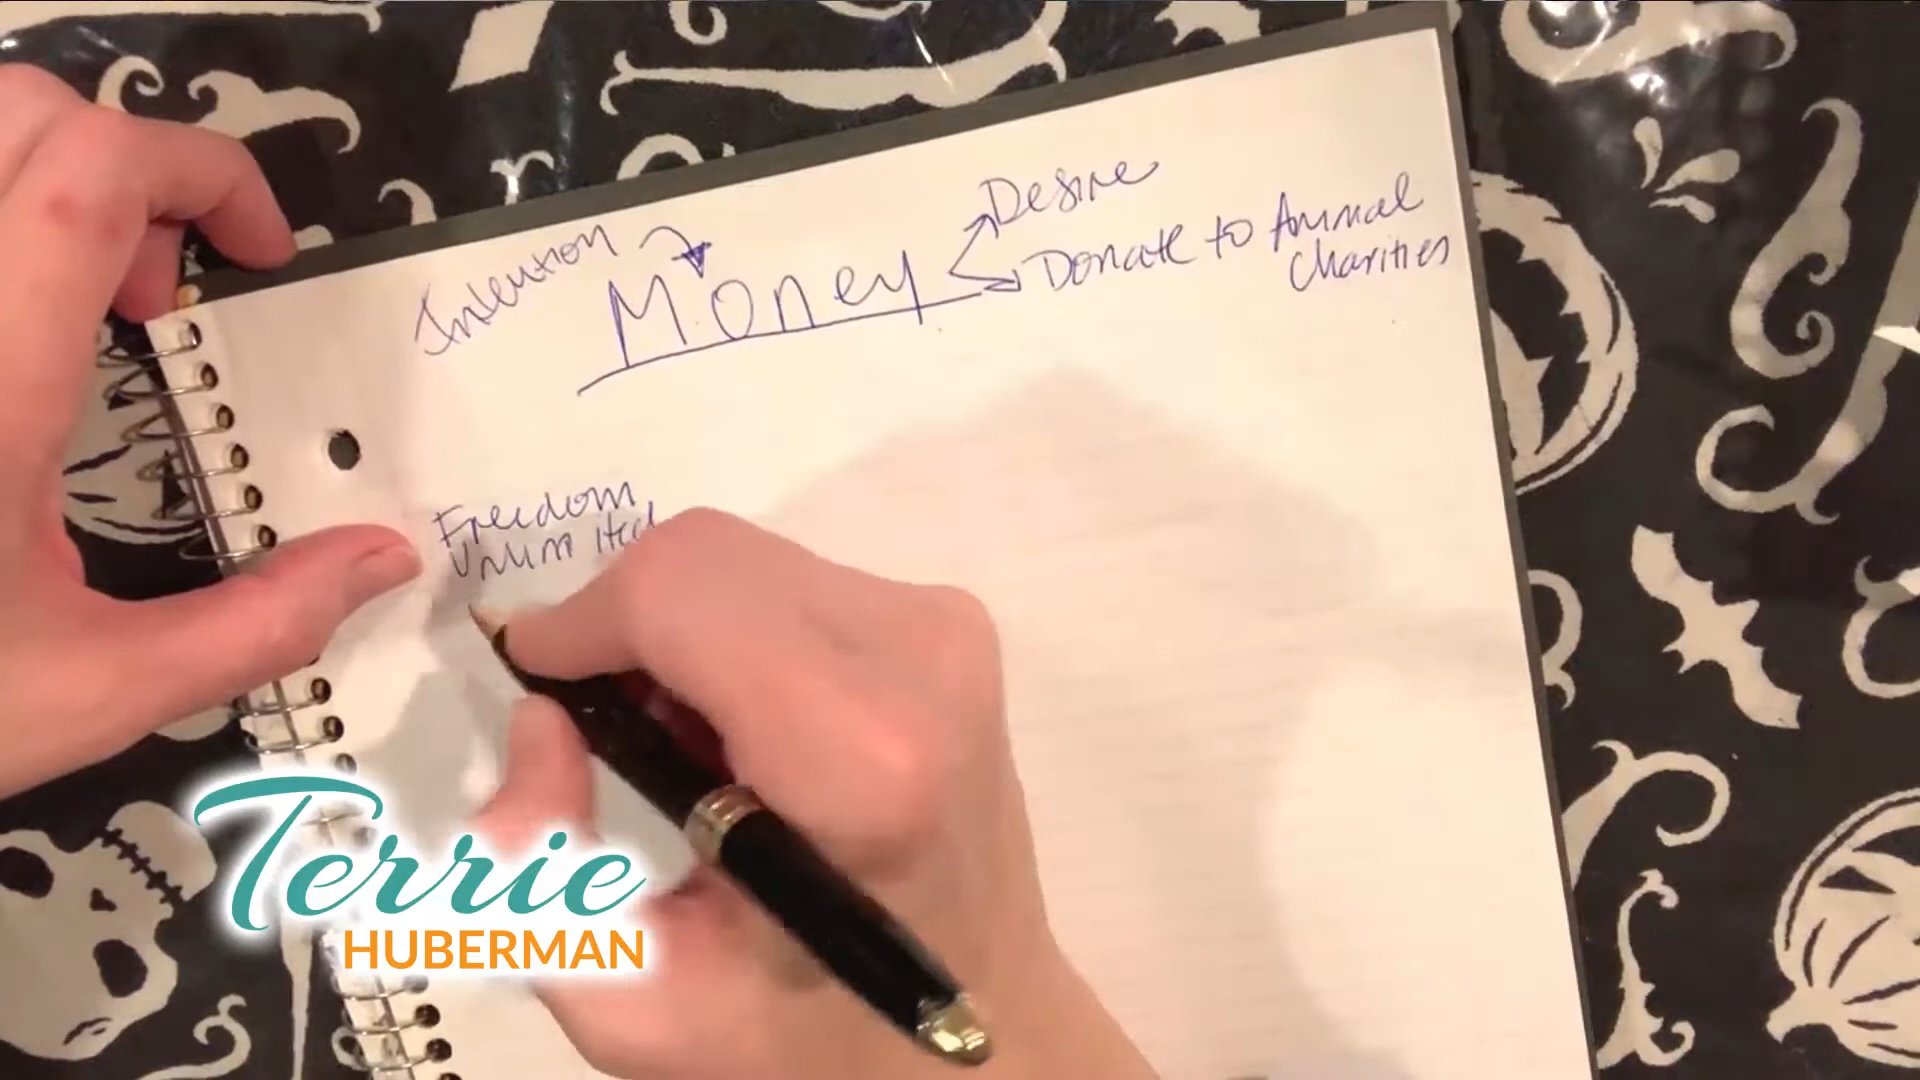 Intention
Money
Desire
Donate to Animal
Charities
Freedom
Unlimited
Terrie
HUBERMAN